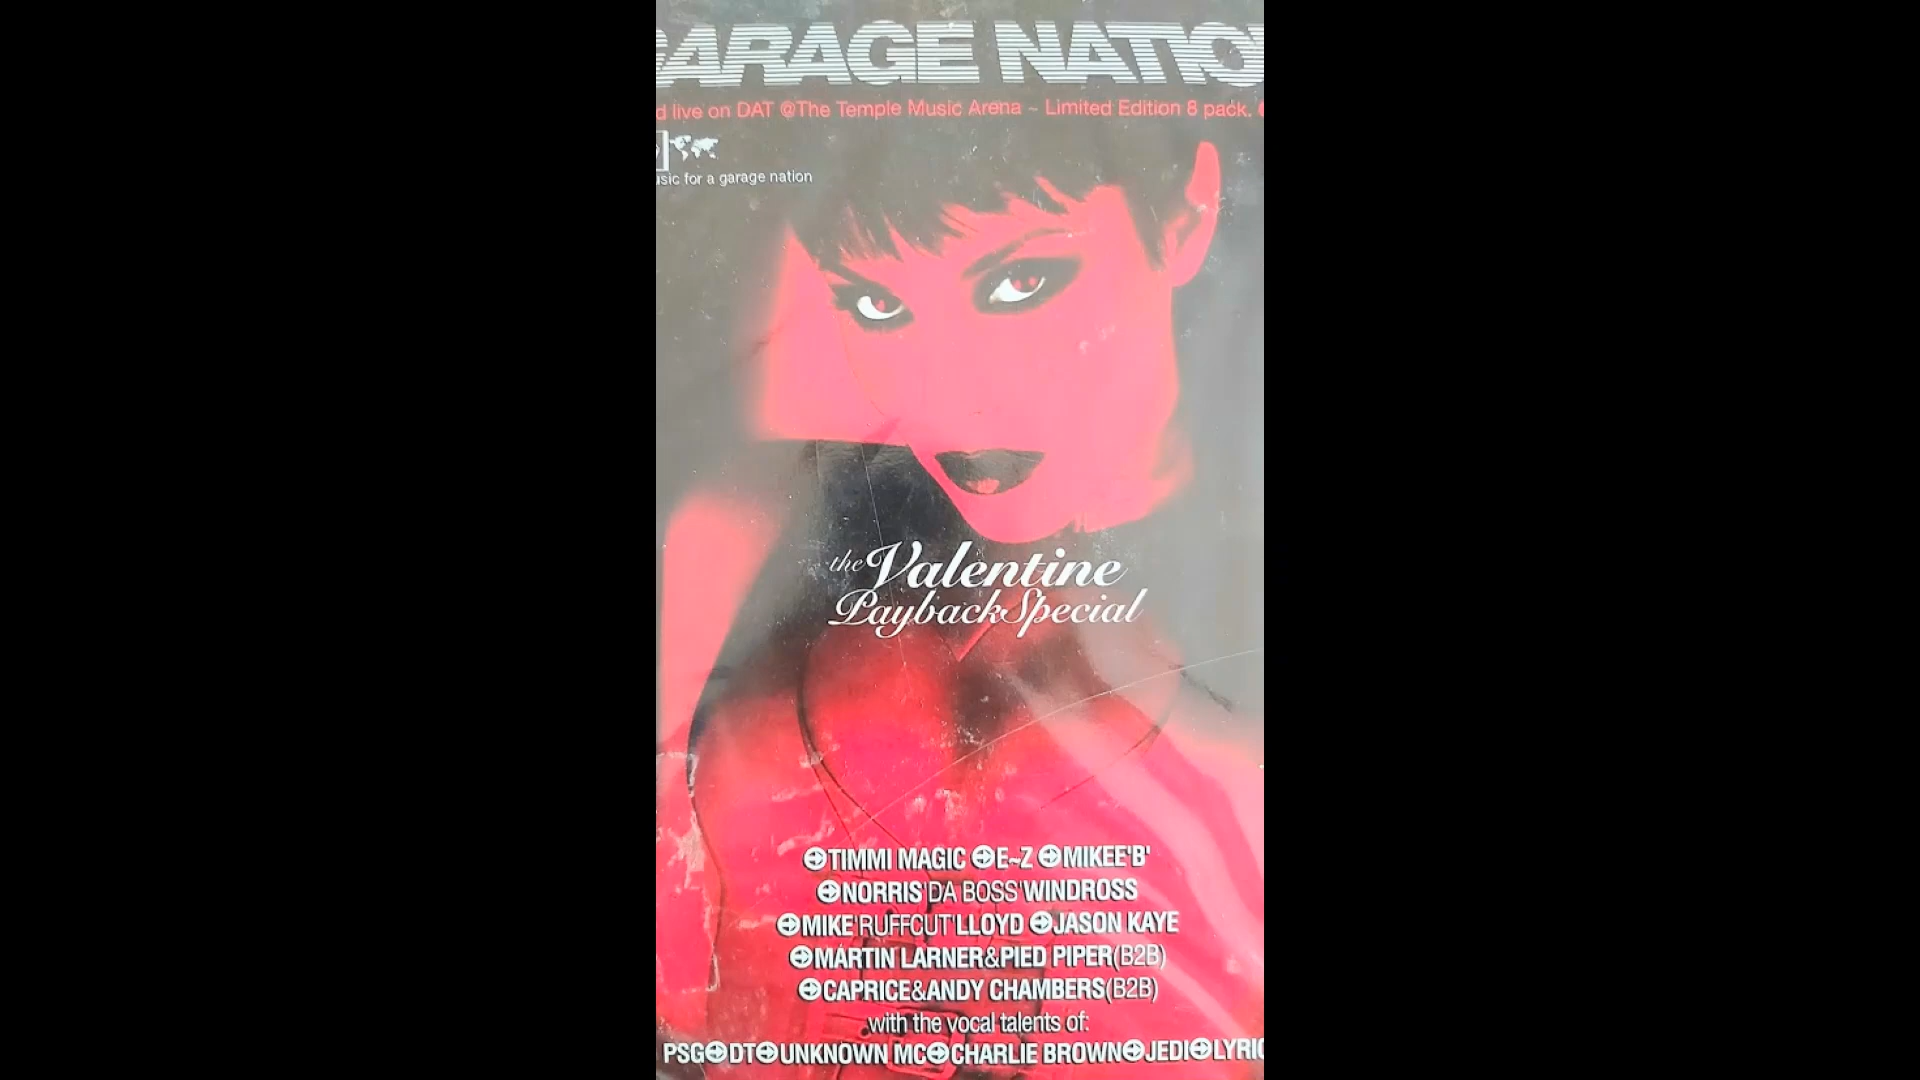 GARAGE NATIO
d live on DAT @The Temple Music Arena ~ Limited Edition 8 pack.
usic for a garage nation
the Valentine
Payback Special
TIMMI MAGIC E~Z MIKEE'B'
NORRIS'DA BOSS'WINDROSS
MIKE'RUFFCUT'LLOYD JASON KAYE
MARTIN LARNER&PIED PIPER(B2B)
CAPRICE&ANDY CHAMBERS(B2B)
with the vocal talents of:
PSG DT UNKNOWN MC CHARLIE BROWN JEDI LYRIC